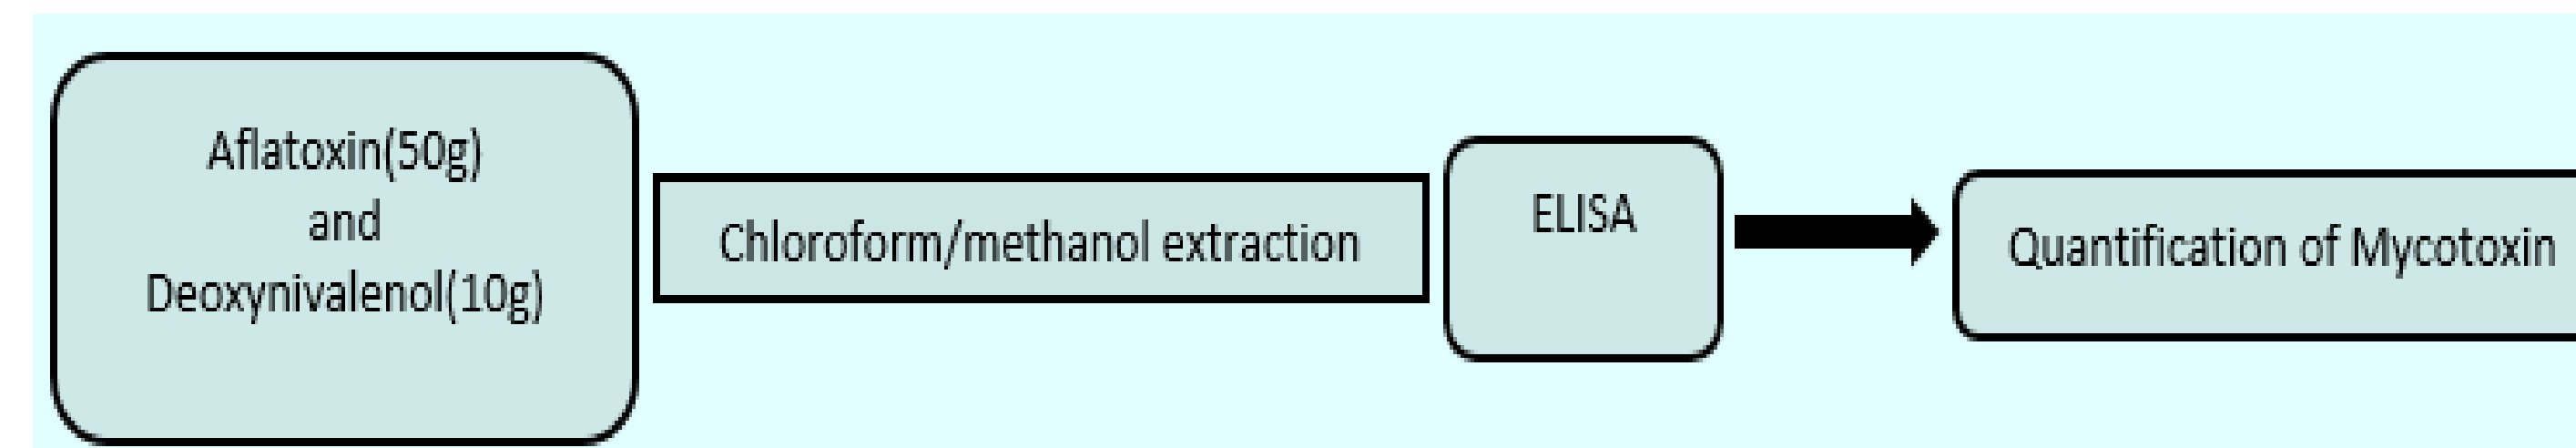 Aflatoxin(50g)
and
Deoxynivalenol(10g)
Chloroform/methanol extraction
ELISA
Quantification of Mycotoxin